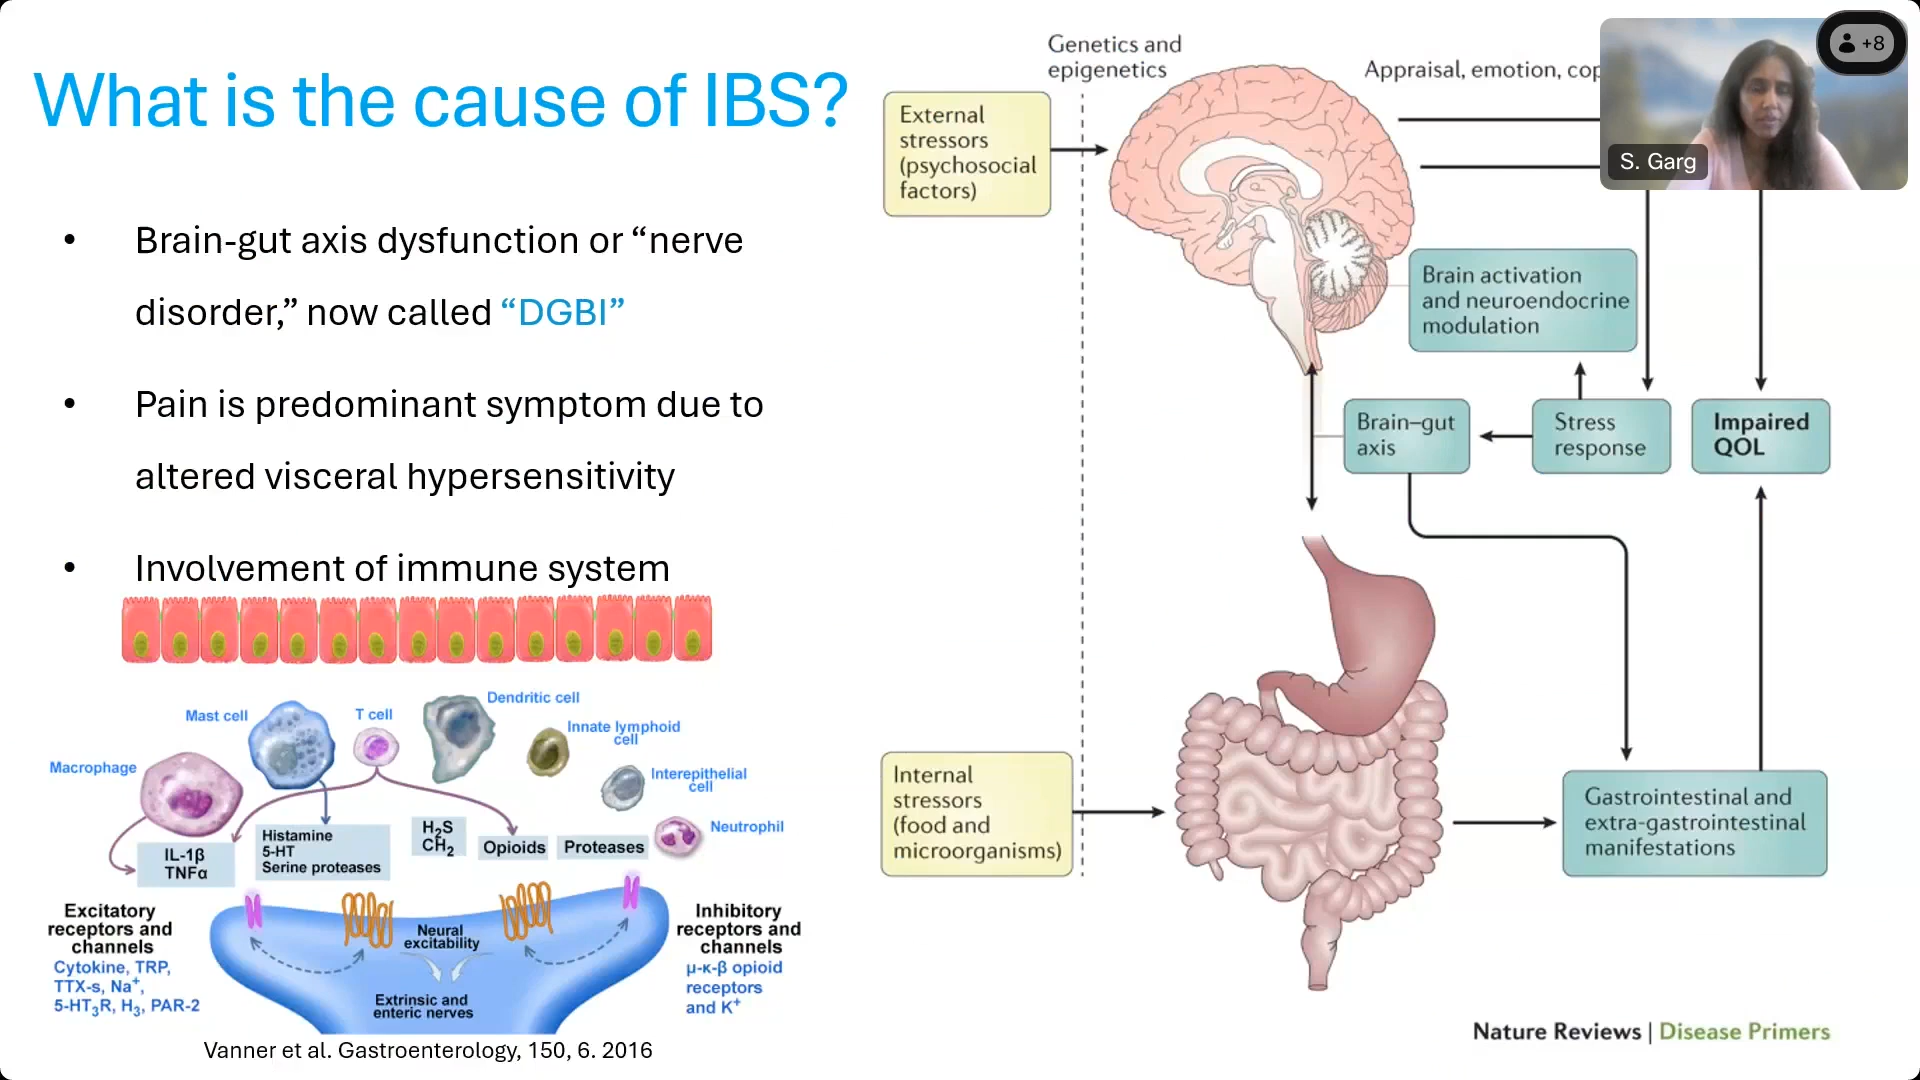 What is the cause of IBS?
• Brain-gut axis dysfunction or “nerve
disorder,” now called “DGBI”
• Pain is predominant symptom due to
altered visceral hypersensitivity
• Involvement of immune system
Mast cell
T cell
Dendritic cell
Innate lymphoid
cell
Macrophage
Interepithelial
cell
Neutrophil
IL-1β
TNFα
Histamine
5-HT
Serine proteases
H₂S
CH₂
Opioids
Proteases
Excitatory
receptors and
channels
Cytokine, TRP,
TTX-s, Na⁺,
5-HT₃R, H₃, PAR-2
Neural
excitability
Extrinsic and
enteric nerves
Inhibitory
receptors and
channels
μ-κ-β opioid
receptors
and K⁺
Vanner et al. Gastroenterology, 150, 6. 2016
Genetics and
epigenetics
Appraisal, emotion,
External
stressors
(psychosocial
factors)
+8
S. Garg
Brain activation
and neuroendocrine
modulation
Brain–gut
axis
Stress
response
Impaired
QOL
Internal
stressors
(food and
microorganisms)
Gastrointestinal and
extra-gastrointestinal
manifestations
Nature Reviews | Disease Primers